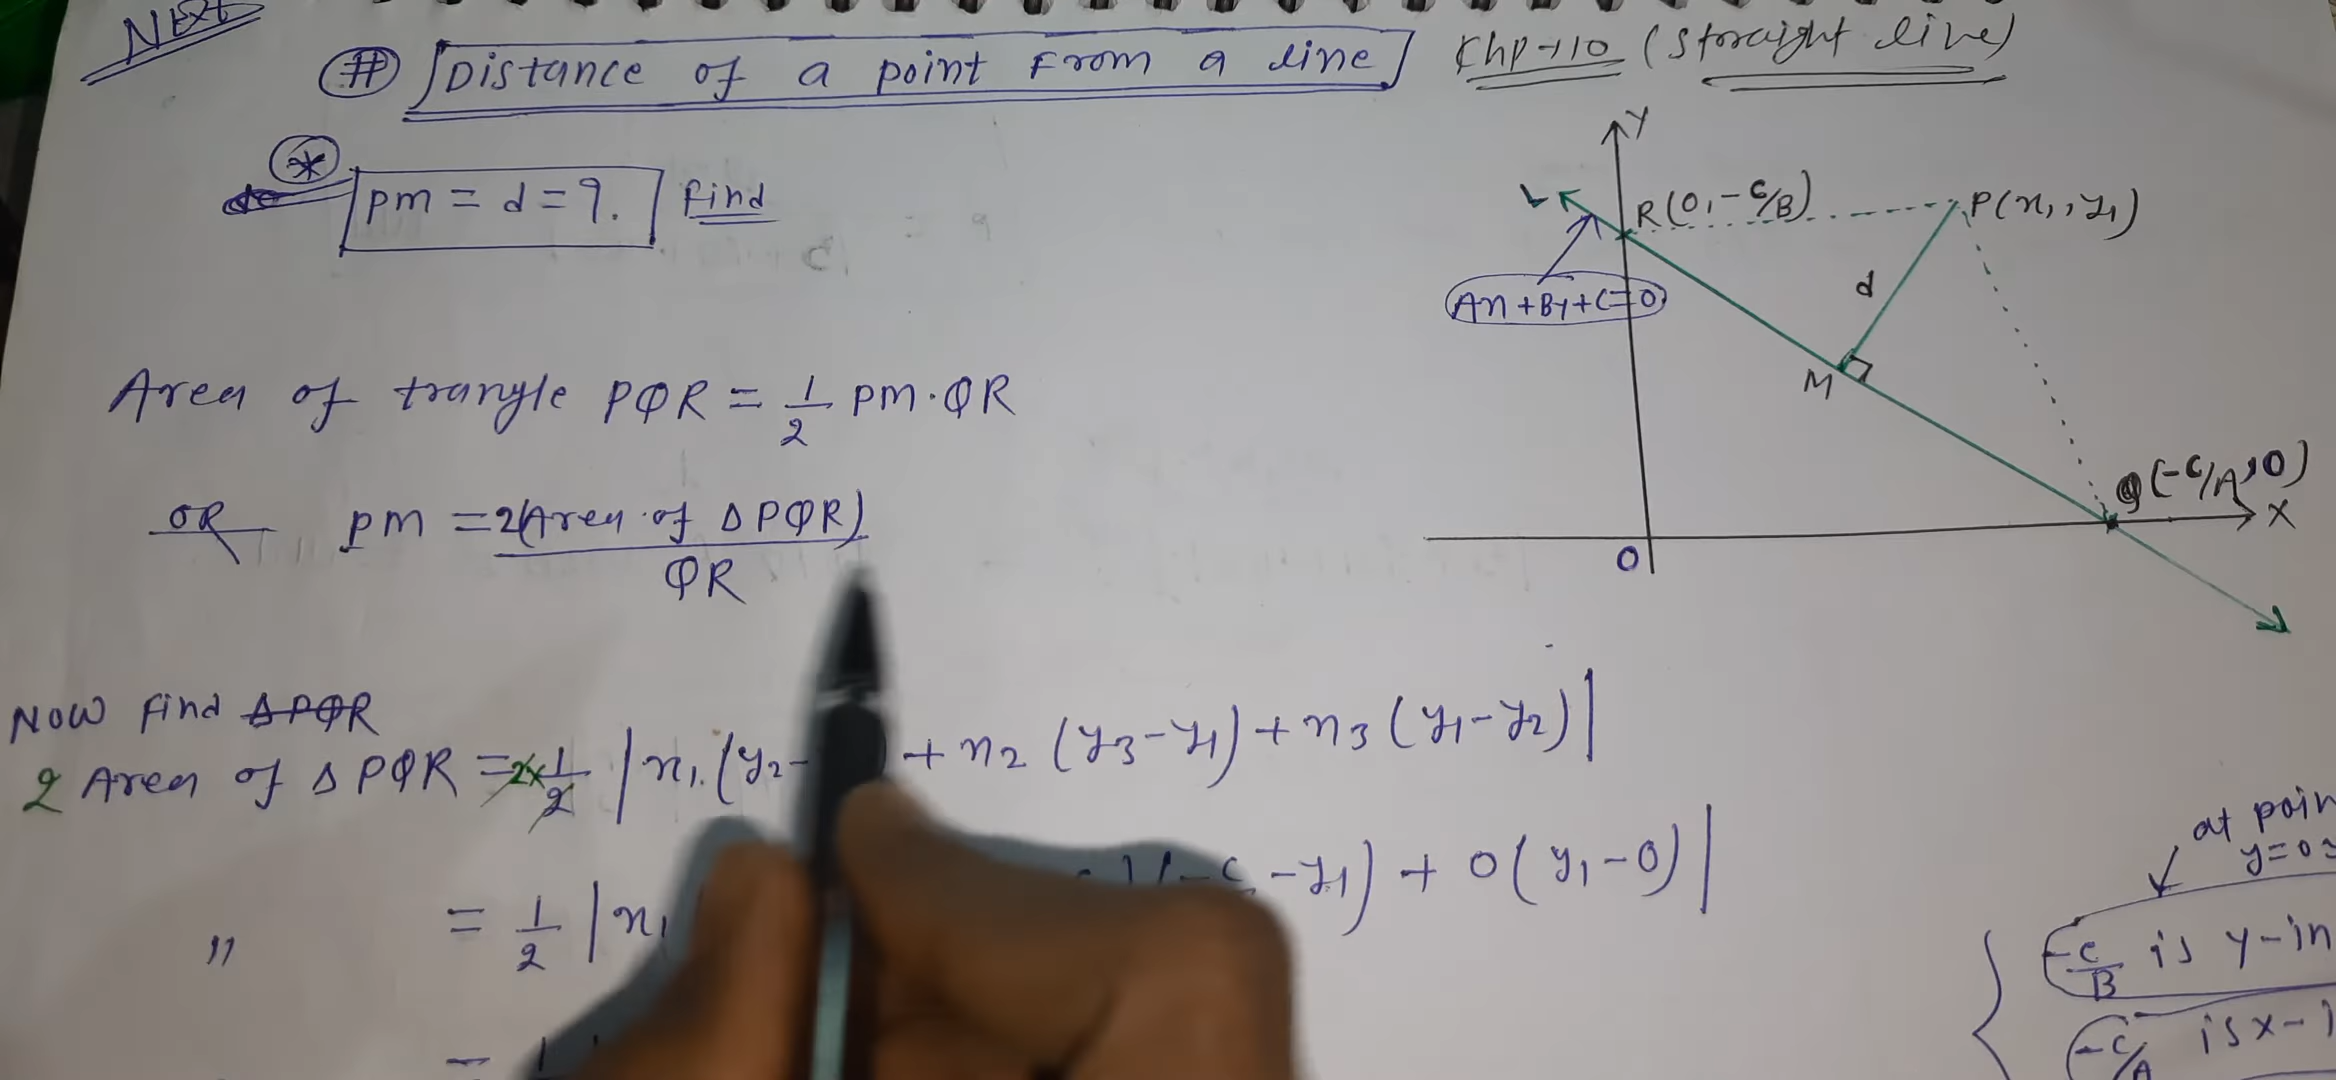 Next
# Distance of a point From a line Chp→10 (Straight line)
* PM = d = ?. Find
Y
L R(0,-C/B) P(x₁,y₁)
Ax+By+C=0
d
M
Q(-C/A,0)
X
O
Area of trangle PQR = 1/2 PM·QR
OR PM = 2(Area of ΔPQR)/QR
Now Find ΔPQR
2 Area of ΔPQR = 2×1/2 |x₁(y₂- +x₂(y₃-y₁)+x₃(y₁-y₂)|
" = 1/2 |x₁ -y₁) + 0(y₁-0)|
at poin
y=0
-C/B is y-in
-C/A is x-i